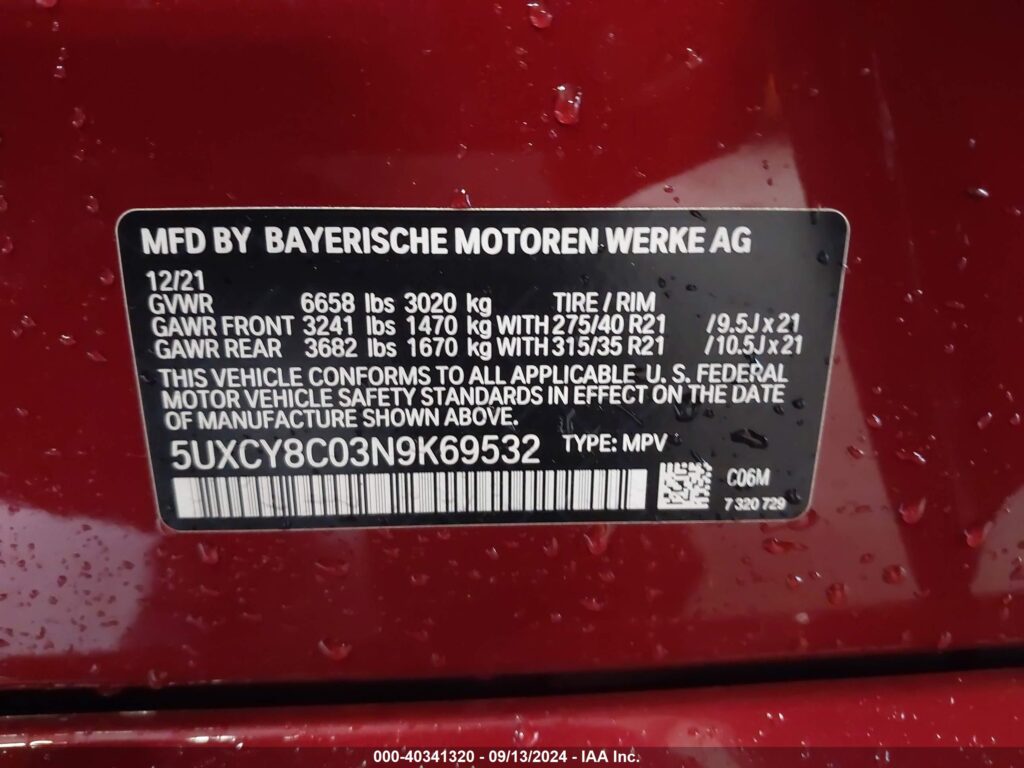 MFD BY BAYERISCHE MOTOREN WERKE AG
12/21
GVWR 6658 lbs 3020 kg TIRE / RIM
GAWR FRONT 3241 lbs 1470 kg WITH 275/40 R21 /9.5J x 21
GAWR REAR 3682 lbs 1670 kg WITH 315/35 R21 /10.5J x 21
THIS VEHICLE CONFORMS TO ALL APPLICABLE U. S. FEDERAL
MOTOR VEHICLE SAFETY STANDARDS IN EFFECT ON THE DATE
OF MANUFACTURE SHOWN ABOVE.
5UXCY8C03N9K69532 TYPE: MPV
C06M
7 320 729
000-40341320 - 09/13/2024 - IAA Inc.